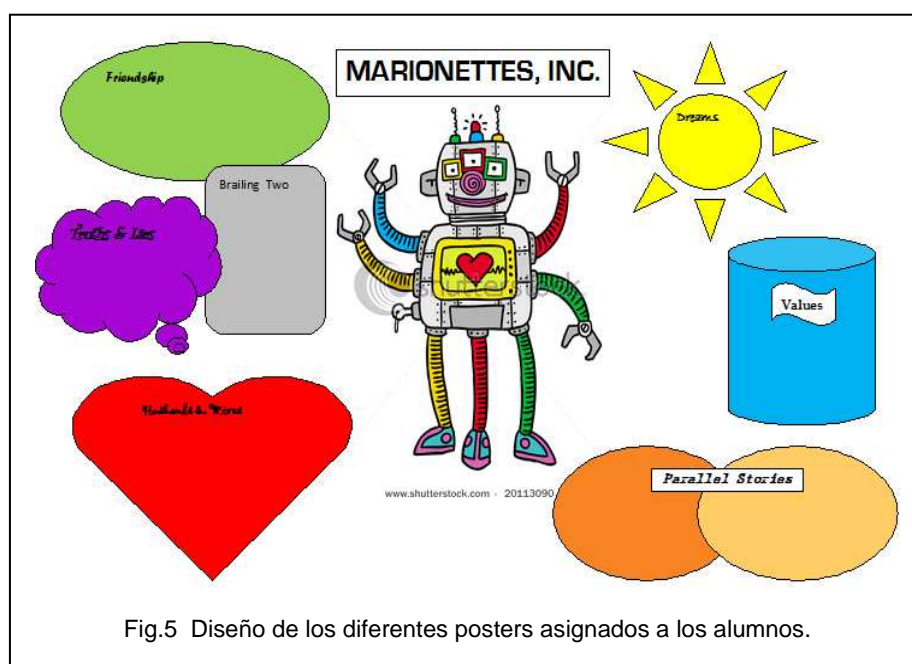 MARIONETTES, INC.
Friendship
Dreams
Brailing Two
Truths & Lies
Values
Husbands & Wives
Parallel Stories
shutterstock
www.shutterstock.com · 20113090
Fig.5 Diseño de los diferentes posters asignados a los alumnos.